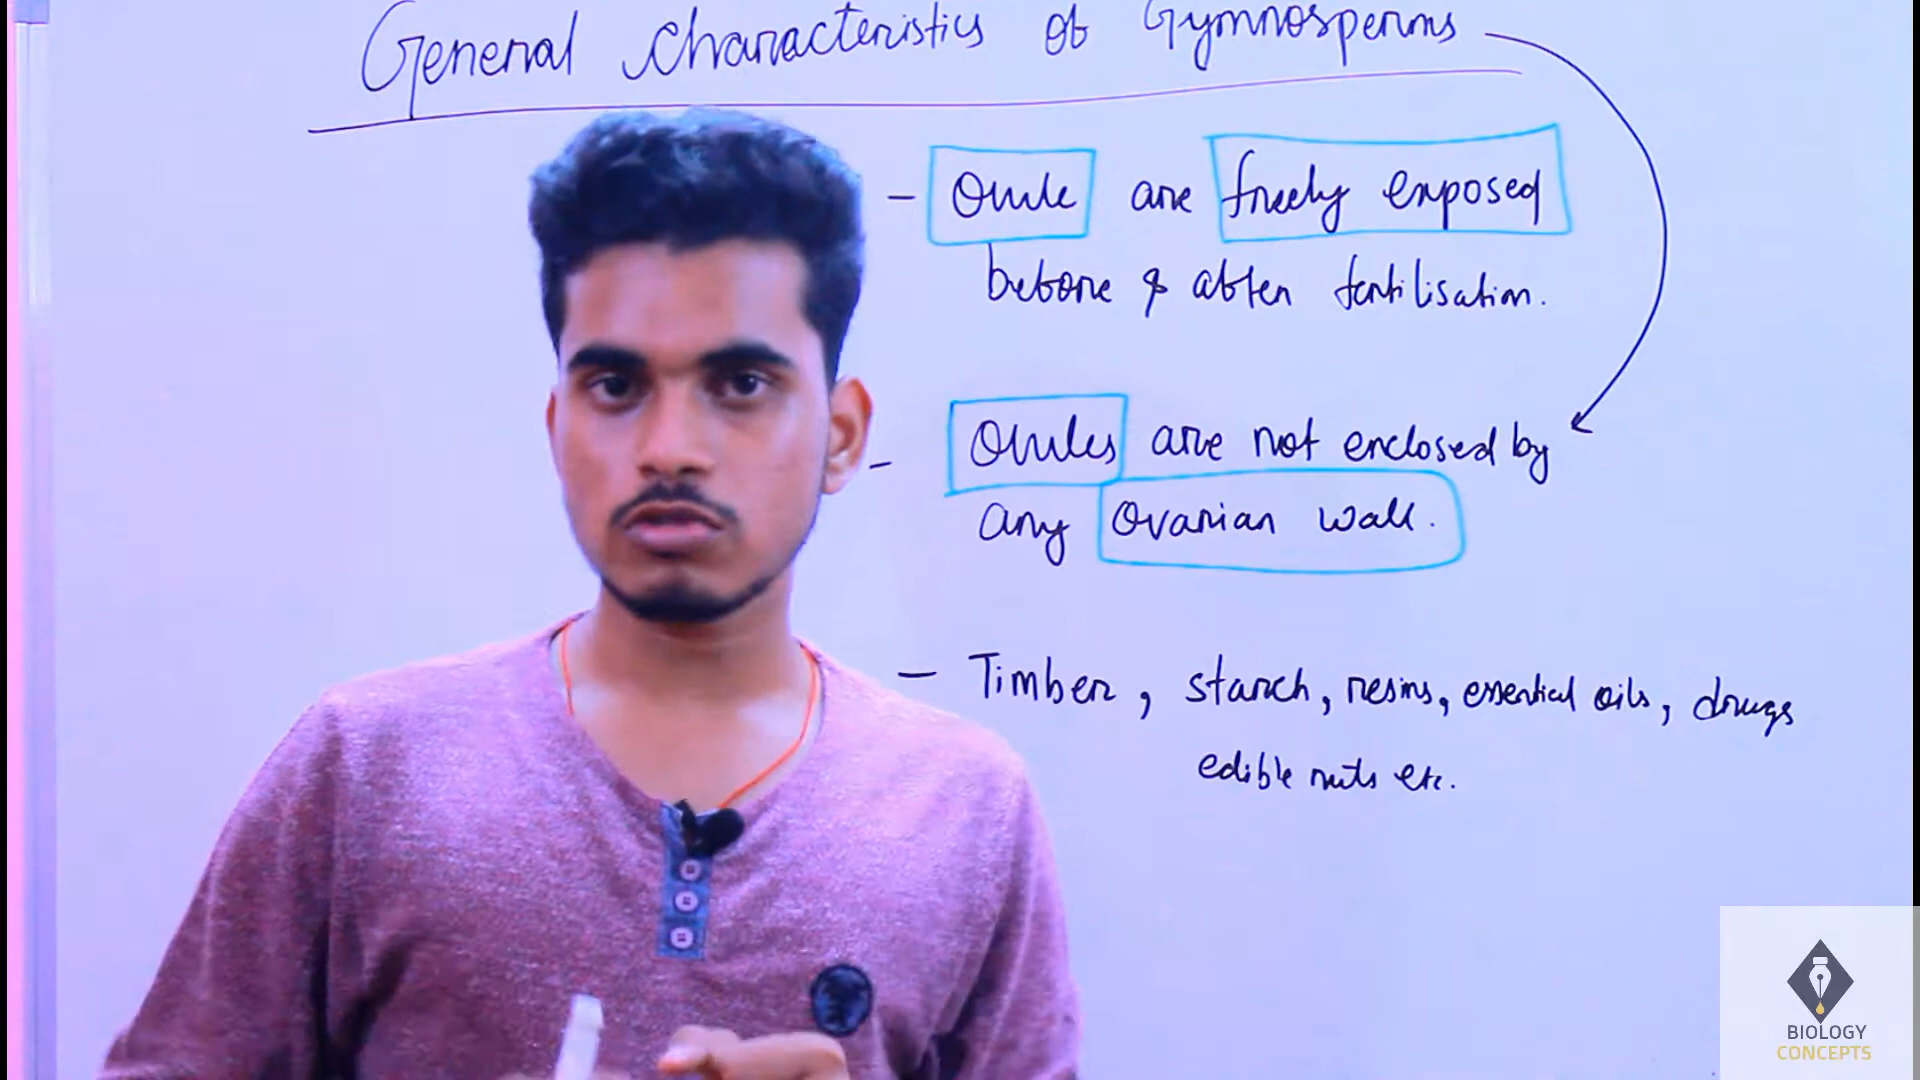 General characteristics of Gymnosperms
- Ovule are freely exposed
before & after fertilisation.
- Ovules are not enclosed by
any ovarian wall.
- Timber, starch, resins, essential oils, drugs
edible nuts etc.
BIOLOGY
CONCEPTS